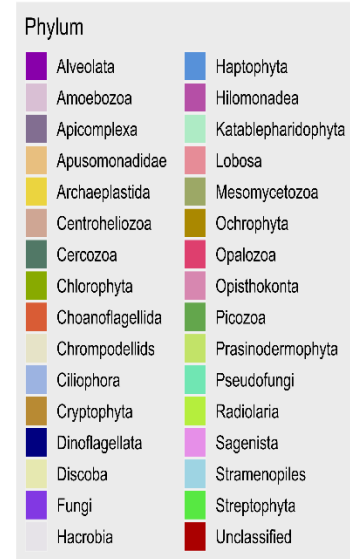 Phylum
Alveolata
Amoebozoa
Apicomplexa
Apusomonadidae
Archaeplastida
Centroheliozoa
Cercozoa
Chlorophyta
Choanoflagellida
Chrompodellids
Ciliophora
Cryptophyta
Dinoflagellata
Discoba
Fungi
Hacrobia
Haptophyta
Hilomonadea
Katablepharidophyta
Lobosa
Mesomycetozoa
Ochrophyta
Opalozoa
Opisthokonta
Picozoa
Prasinodermophyta
Pseudofungi
Radiolaria
Sagenista
Stramenopiles
Streptophyta
Unclassified